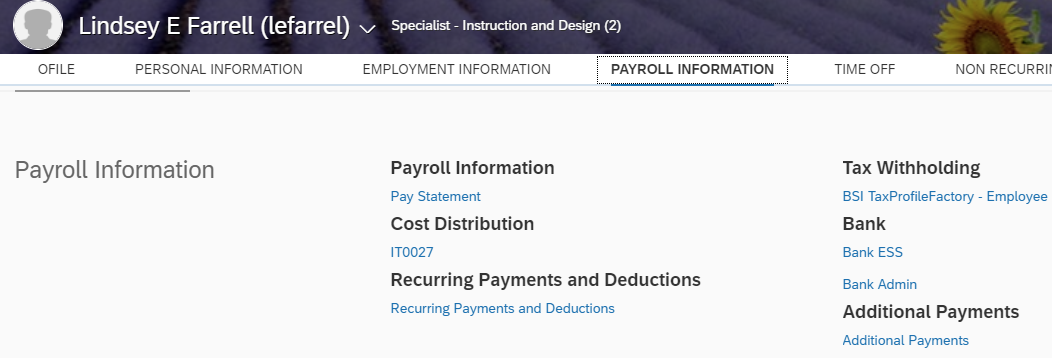 Lindsey E Farrell (lefarrel)
Specialist - Instruction and Design (2)
OFILE PERSONAL INFORMATION EMPLOYMENT INFORMATION PAYROLL INFORMATION TIME OFF NON RECURRIN
Payroll Information
Payroll Information
Pay Statement
Cost Distribution
IT0027
Recurring Payments and Deductions
Recurring Payments and Deductions
Tax Withholding
BSI TaxProfileFactory - Employee
Bank
Bank ESS
Bank Admin
Additional Payments
Additional Payments